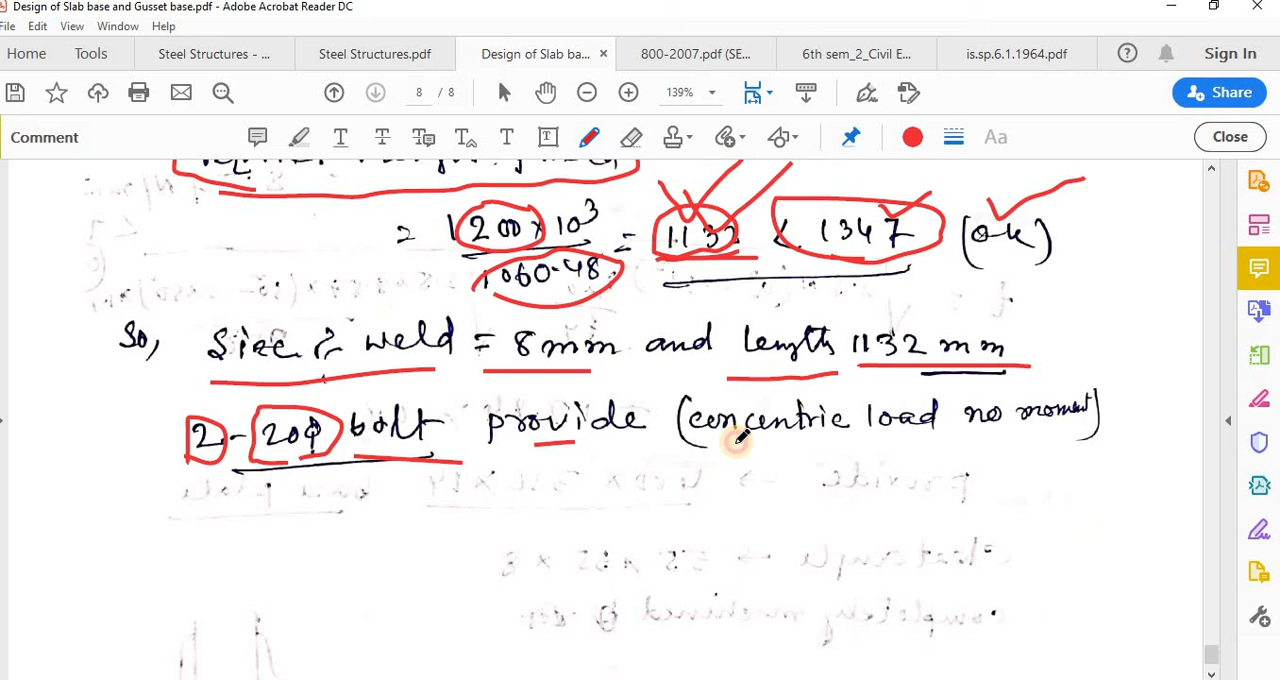 Design of Slab base and Gusset base.pdf - Adobe Acrobat Reader DC
File Edit View Window Help
Home Tools Steel Structures - ... Steel Structures.pdf Design of Slab ba... × 800-2007.pdf (SE... 6th sem_2_Civil E... is.sp.6.1.1964.pdf Sign In
8 / 8 139% Share
Comment Close
= 1200 × 10³ / 1060.48 = 1132 < 1347 (ok)
So, Size of weld = 8mm and length 1132 mm
2 - 20φ bolt provide (concentric load no moment)